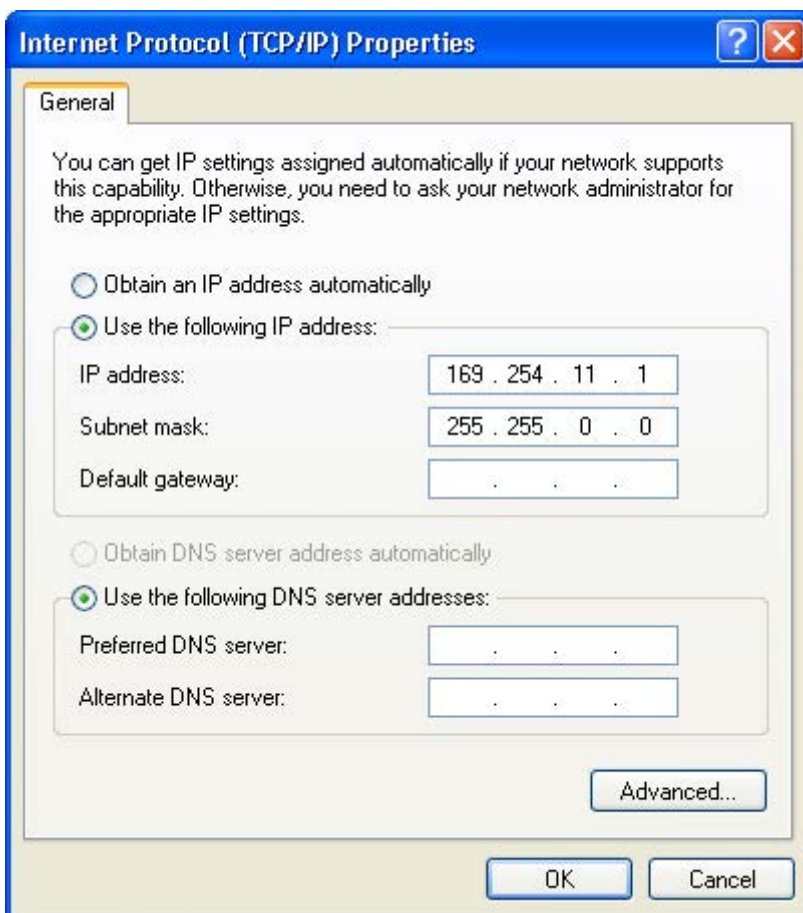 Internet Protocol (TCP/IP) Properties
General
You can get IP settings assigned automatically if your network supports
this capability. Otherwise, you need to ask your network administrator for
the appropriate IP settings.
Obtain an IP address automatically
Use the following IP address:
IP address: 169 . 254 . 11 . 1
Subnet mask: 255 . 255 . 0 . 0
Default gateway: . . .
Obtain DNS server address automatically
Use the following DNS server addresses:
Preferred DNS server: . . .
Alternate DNS server: . . .
Advanced...
OK Cancel